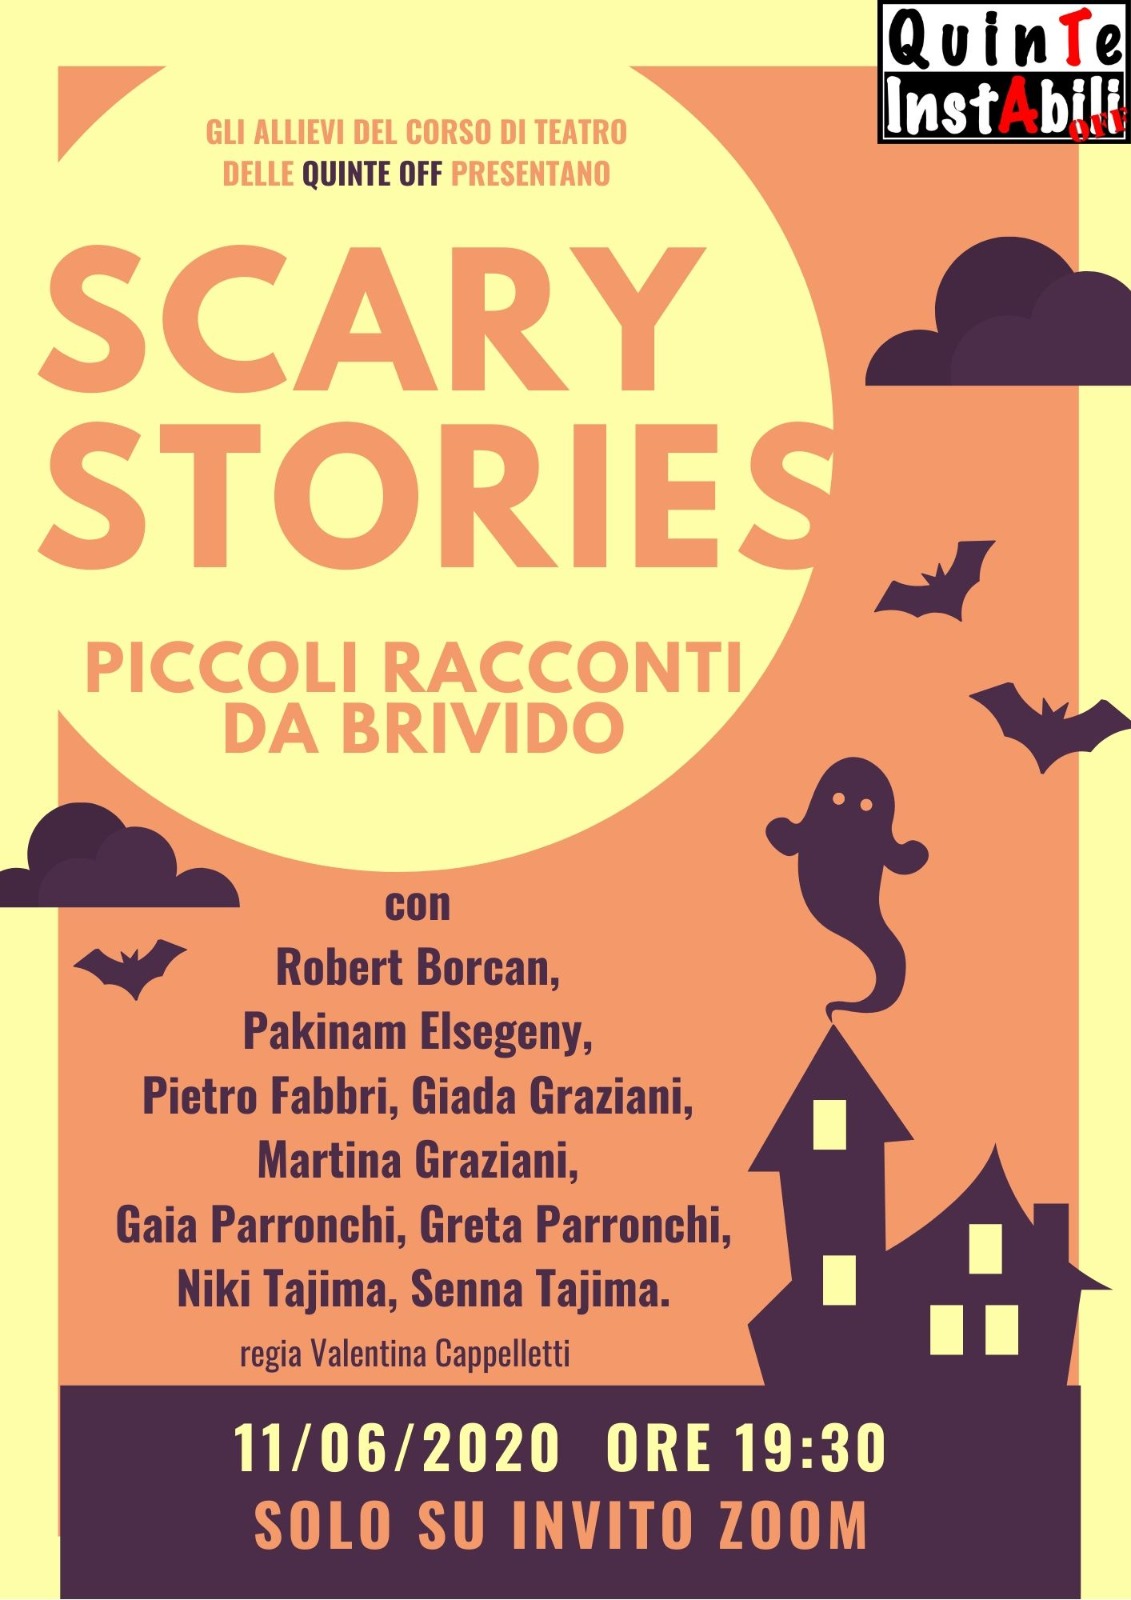 QuinTe
InstAbili
OFF
GLI ALLIEVI DEL CORSO DI TEATRO
DELLE QUINTE OFF PRESENTANO
SCARY
STORIES
PICCOLI RACCONTI
DA BRIVIDO
con
Robert Borcan,
Pakinam Elsegeny,
Pietro Fabbri, Giada Graziani,
Martina Graziani,
Gaia Parronchi, Greta Parronchi,
Niki Tajima, Senna Tajima.
regia Valentina Cappelletti
11/06/2020 ORE 19:30
SOLO SU INVITO ZOOM